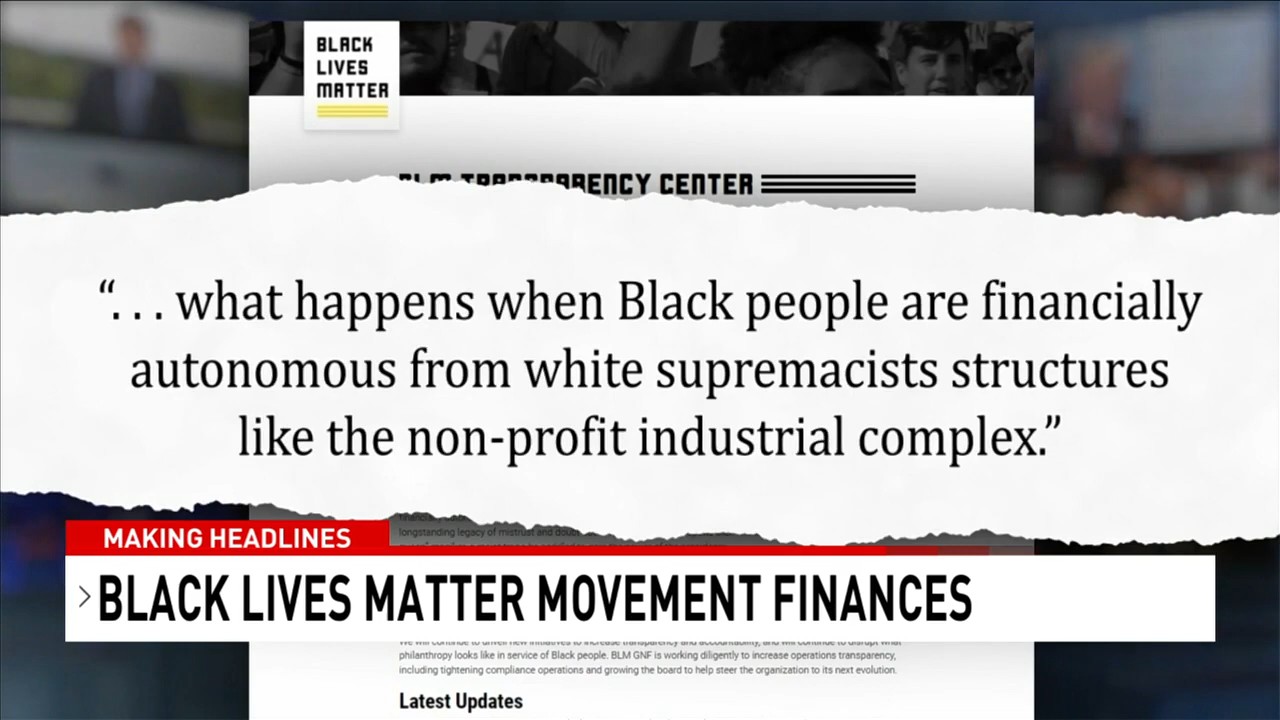 BLACK
LIVES
MATTER
BLM TRANSPARENCY CENTER
“. . . what happens when Black people are financially
autonomous from white supremacists structures
like the non-profit industrial complex.”
longstanding legacy of mistrust and doubt
MAKING HEADLINES
BLACK LIVES MATTER MOVEMENT FINANCES
We will continue to unveil new initiatives to increase transparency and accountability, and will continue to disrupt what
philanthropy looks like in service of Black people. BLM GNF is working diligently to increase operations transparency,
including tightening compliance operations and growing the board to help steer the organization to its next evolution.
Latest Updates